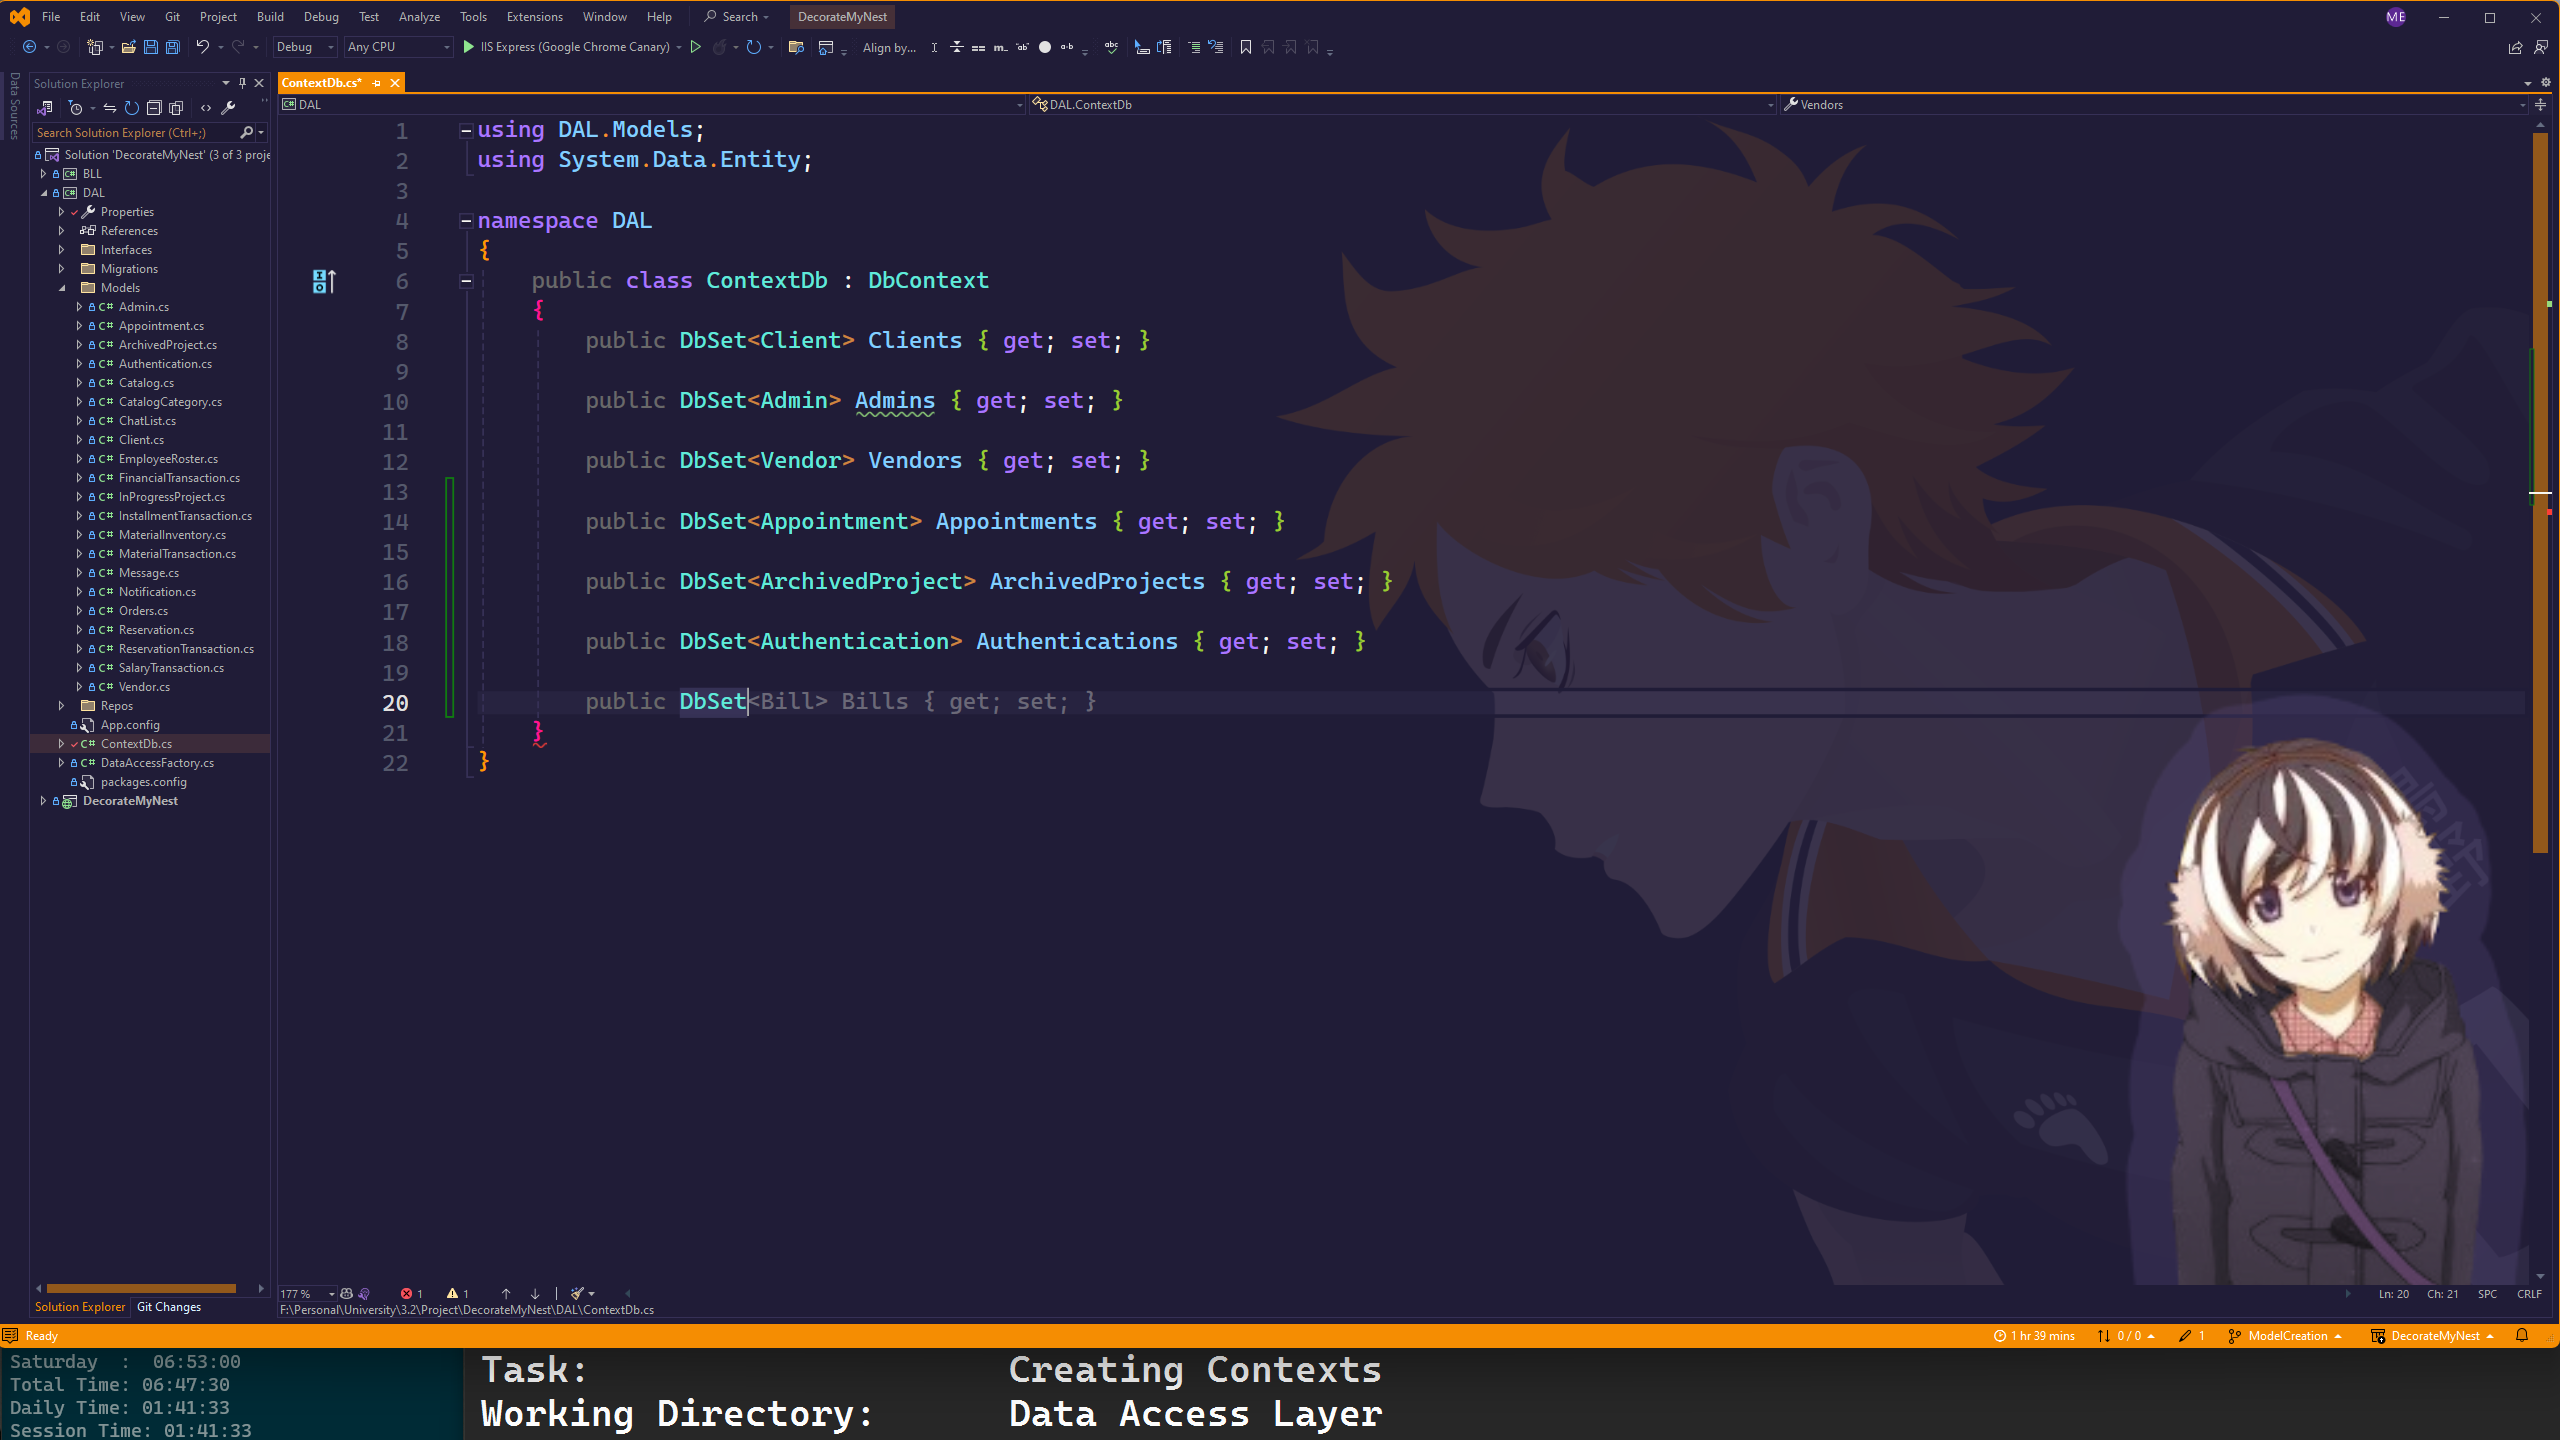 File Edit View Git Project Build Debug Test Analyze Tools Extensions Window Help Search DecorateMyNest ME
Debug Any CPU IIS Express (Google Chrome Canary) Align by...
Data Sources
Solution Explorer
Search Solution Explorer (Ctrl+;)
Solution 'DecorateMyNest' (3 of 3 proje
BLL
DAL
Properties
References
Interfaces
Migrations
Models
Admin.cs
Appointment.cs
ArchivedProject.cs
Authentication.cs
Catalog.cs
CatalogCategory.cs
ChatList.cs
Client.cs
EmployeeRoster.cs
FinancialTransaction.cs
InProgressProject.cs
InstallmentTransaction.cs
MaterialInventory.cs
MaterialTransaction.cs
Message.cs
Notification.cs
Orders.cs
Reservation.cs
ReservationTransaction.cs
SalaryTransaction.cs
Vendor.cs
Repos
App.config
ContextDb.cs
DataAccessFactory.cs
packages.config
DecorateMyNest
Solution Explorer Git Changes
ContextDb.cs*
DAL DAL.ContextDb Vendors
1 using DAL.Models;
2 using System.Data.Entity;
3
4 namespace DAL
5 {
6 public class ContextDb : DbContext
7 {
8 public DbSet<Client> Clients { get; set; }
9
10 public DbSet<Admin> Admins { get; set; }
11
12 public DbSet<Vendor> Vendors { get; set; }
13
14 public DbSet<Appointment> Appointments { get; set; }
15
16 public DbSet<ArchivedProject> ArchivedProjects { get; set; }
17
18 public DbSet<Authentication> Authentications { get; set; }
19
20 public DbSet<Bill> Bills { get; set; }
21 }
22 }
177 % 1 1 Ln: 20 Ch: 21 SPC CRLF
F:\Personal\University\3.2\Project\DecorateMyNest\DAL\ContextDb.cs
Ready 1 hr 39 mins 0 / 0 1 ModelCreation DecorateMyNest
Saturday : 06:53:00
Total Time: 06:47:30
Daily Time: 01:41:33
Session Time: 01:41:33
Task: Creating Contexts
Working Directory: Data Access Layer